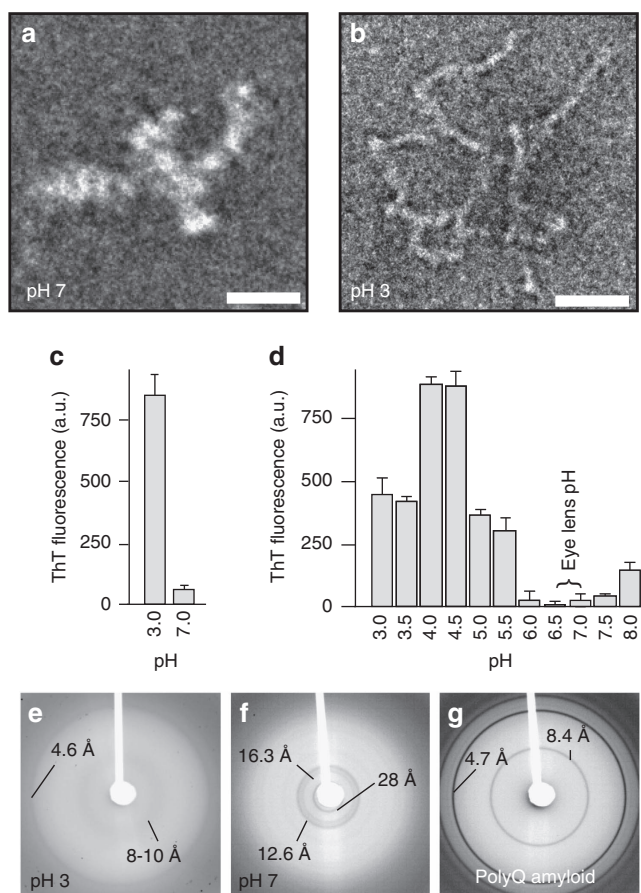 a
pH 7
b
pH 3
c
ThT fluorescence (a.u.)
750
500
250
0
3.0
7.0
pH
d
ThT fluorescence (a.u.)
750
500
250
0
Eye lens pH
3.0
3.5
4.0
4.5
5.0
5.5
6.0
6.5
7.0
7.5
8.0
pH
e
4.6 Å
8-10 Å
pH 3
f
16.3 Å
28 Å
12.6 Å
pH 7
g
8.4 Å
4.7 Å
PolyQ amyloid